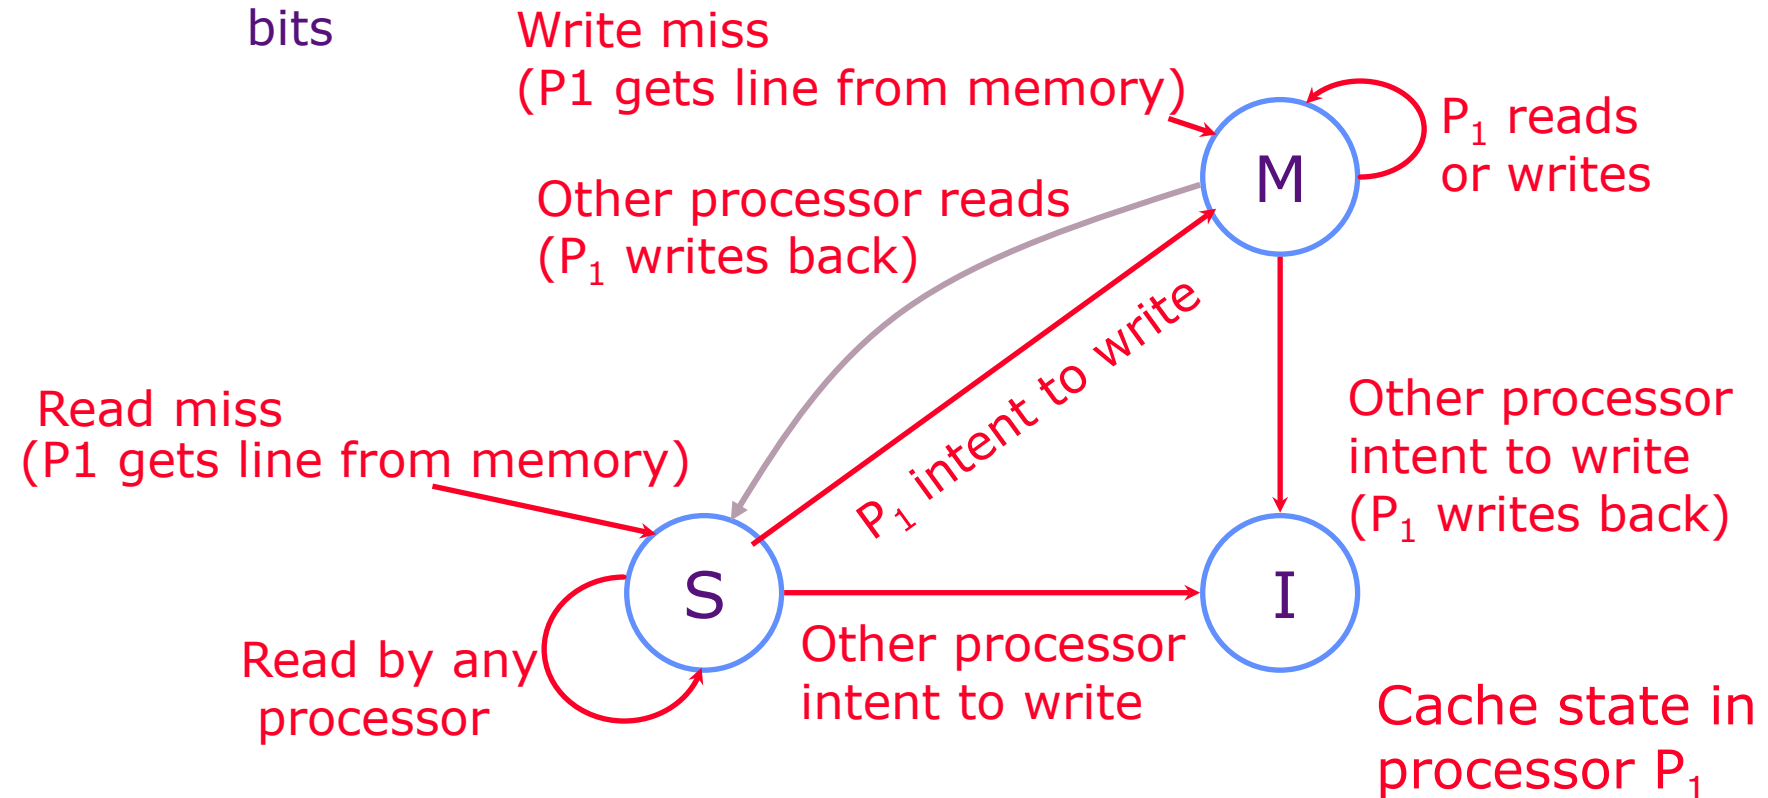 bits
Write miss
(P1 gets line from memory)
P₁ reads
or writes
M
Other processor reads
(P₁ writes back)
P₁ intent to write
Read miss
(P1 gets line from memory)
Other processor
intent to write
(P₁ writes back)
S
I
Read by any
processor
Other processor
intent to write
Cache state in
processor P₁